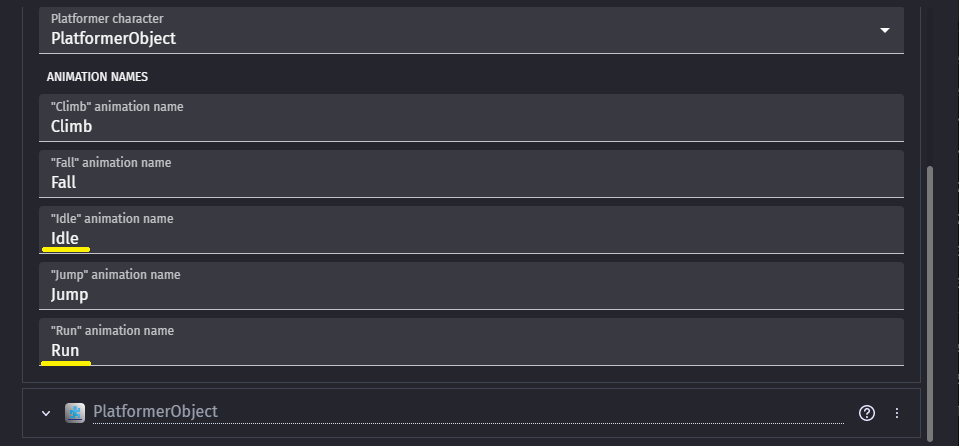 Platformer character
PlatformerObject
ANIMATION NAMES
"Climb" animation name
Climb
"Fall" animation name
Fall
"Idle" animation name
Idle
"Jump" animation name
Jump
"Run" animation name
Run
PlatformerObject